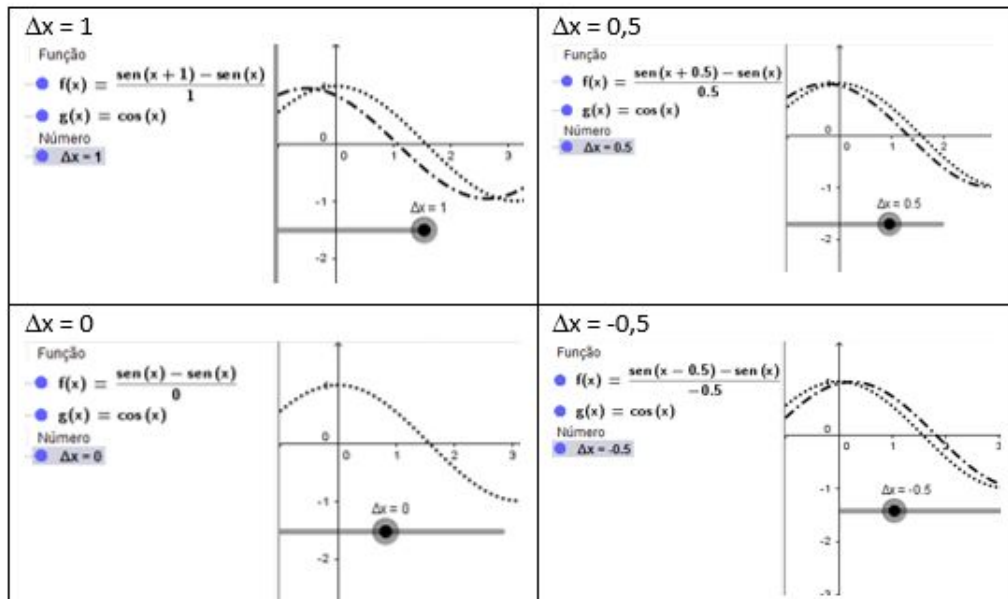 Δx = 1
Função
f(x) = sen (x + 1) – sen (x)
1
g(x) = cos (x)
Número
Δx = 1
0
0
1
2
3
-1
Δx = 1
-2
Δx = 0,5
Função
f(x) = sen (x + 0.5) – sen (x)
0.5
g(x) = cos (x)
Número
Δx = 0.5
0
0
1
2
-1
Δx = 0.5
-2
Δx = 0
Função
f(x) = sen (x) – sen (x)
0
g(x) = cos (x)
Número
Δx = 0
0
0
1
2
3
-1
Δx = 0
-2
Δx = -0,5
Função
f(x) = sen (x – 0.5) – sen (x)
-0.5
g(x) = cos (x)
Número
Δx = -0.5
0
0
1
3
-1
Δx = -0.5
-2